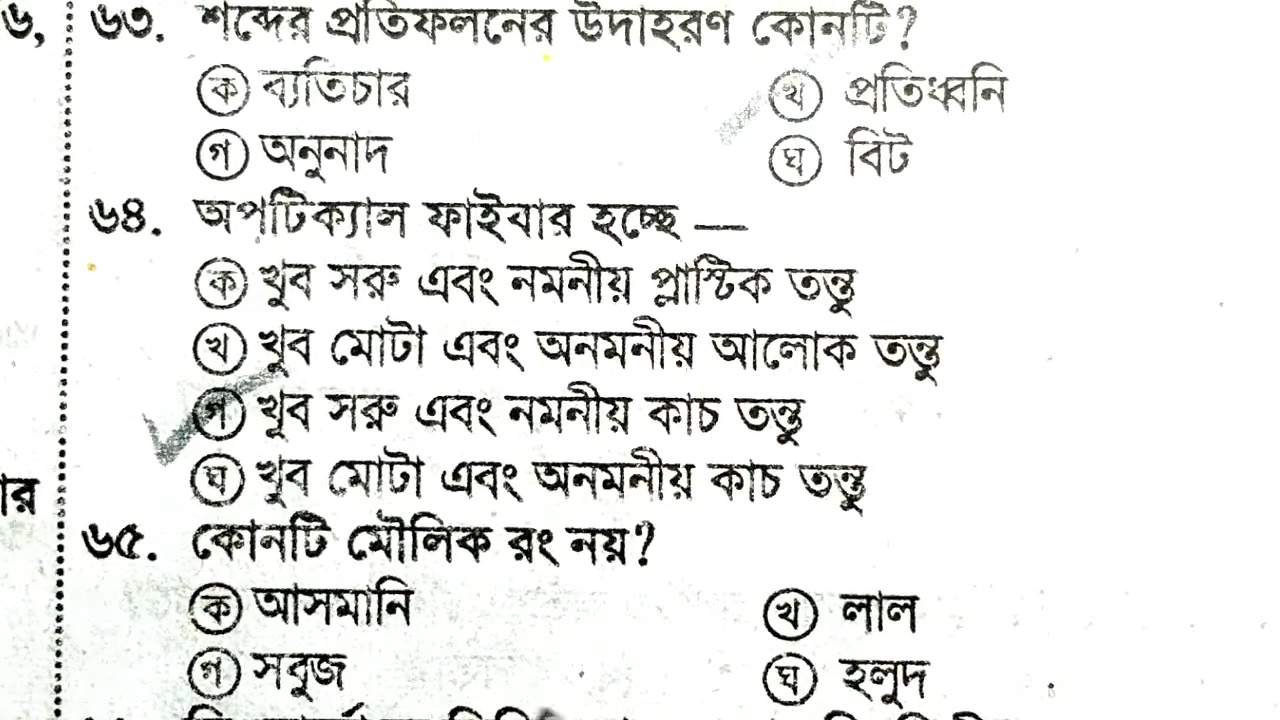 ৬, ৬৩. শব্দের প্রতিফলনের উদাহরণ কোনটি?
ক ব্যতিচার খ প্রতিধ্বনি
গ অনুনাদ ঘ বিট
৬৪. অপটিক্যাল ফাইবার হচ্ছে —
ক খুব সরু এবং নমনীয় প্লাস্টিক তন্তু
খ খুব মোটা এবং অনমনীয় আলোক তন্তু
গ খুব সরু এবং নমনীয় কাচ তন্তু
ঘ খুব মোটা এবং অনমনীয় কাচ তন্তু
ার
৬৫. কোনটি মৌলিক রং নয়?
ক আসমানি খ লাল
গ সবুজ ঘ হলুদ